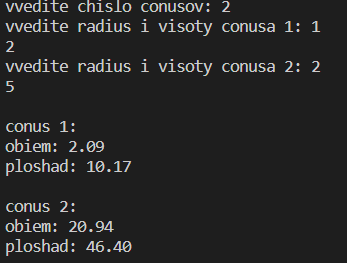 vvedite chislo conusov: 2
vvedite radius i visoty conusa 1: 1
2
vvedite radius i visoty conusa 2: 2
5
conus 1:
obiem: 2.09
ploshad: 10.17
conus 2:
obiem: 20.94
ploshad: 46.40